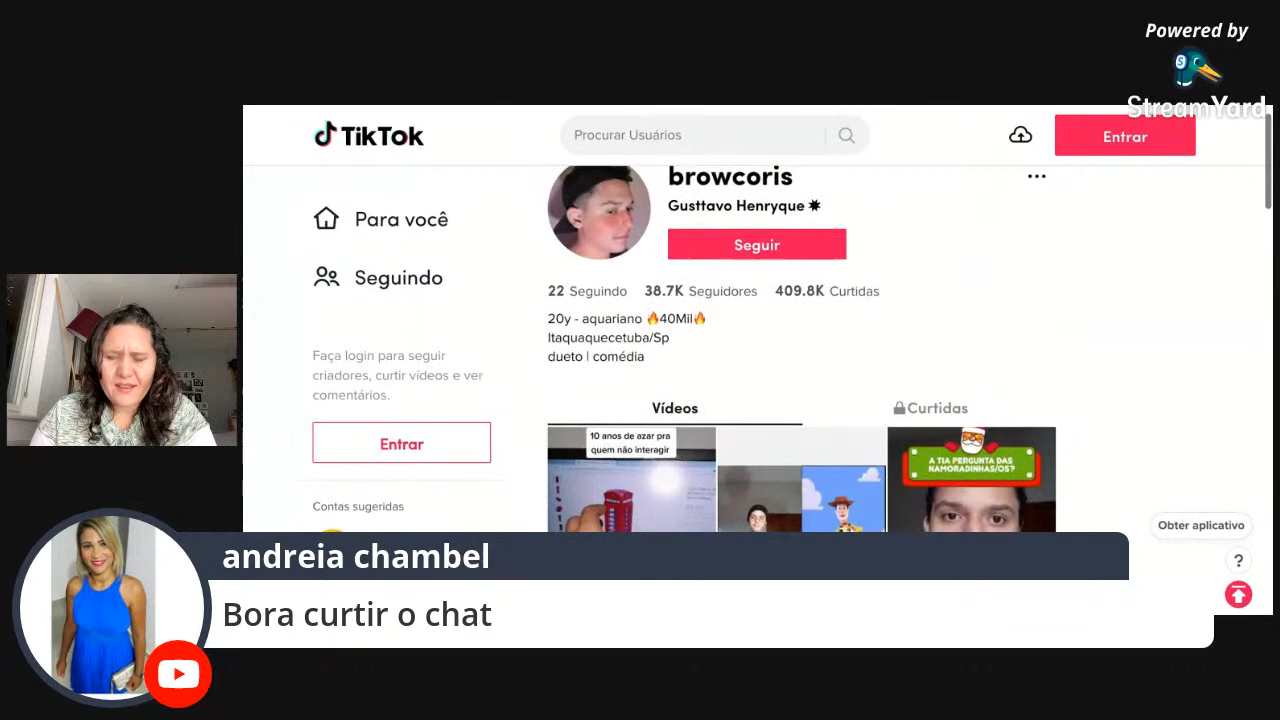 Powered by
StreamYard
TikTok
Procurar Usuários
Entrar
browcoris
Gusttavo Henryque ✷
Seguir
Para você
Seguindo
22 Seguindo 38.7K Seguidores 409.8K Curtidas
20y - aquariano 🔥40Mil🔥
Itaquaquecetuba/Sp
dueto | comédia
Faça login para seguir
criadores, curtir vídeos e ver
comentários.
Entrar
Contas sugeridas
Vídeos
Curtidas
10 anos de azar pra
quem não interagir
A TIA PERGUNTA DAS
NAMORADINHAS/OS?
Obter aplicativo
?
andreia chambel
Bora curtir o chat